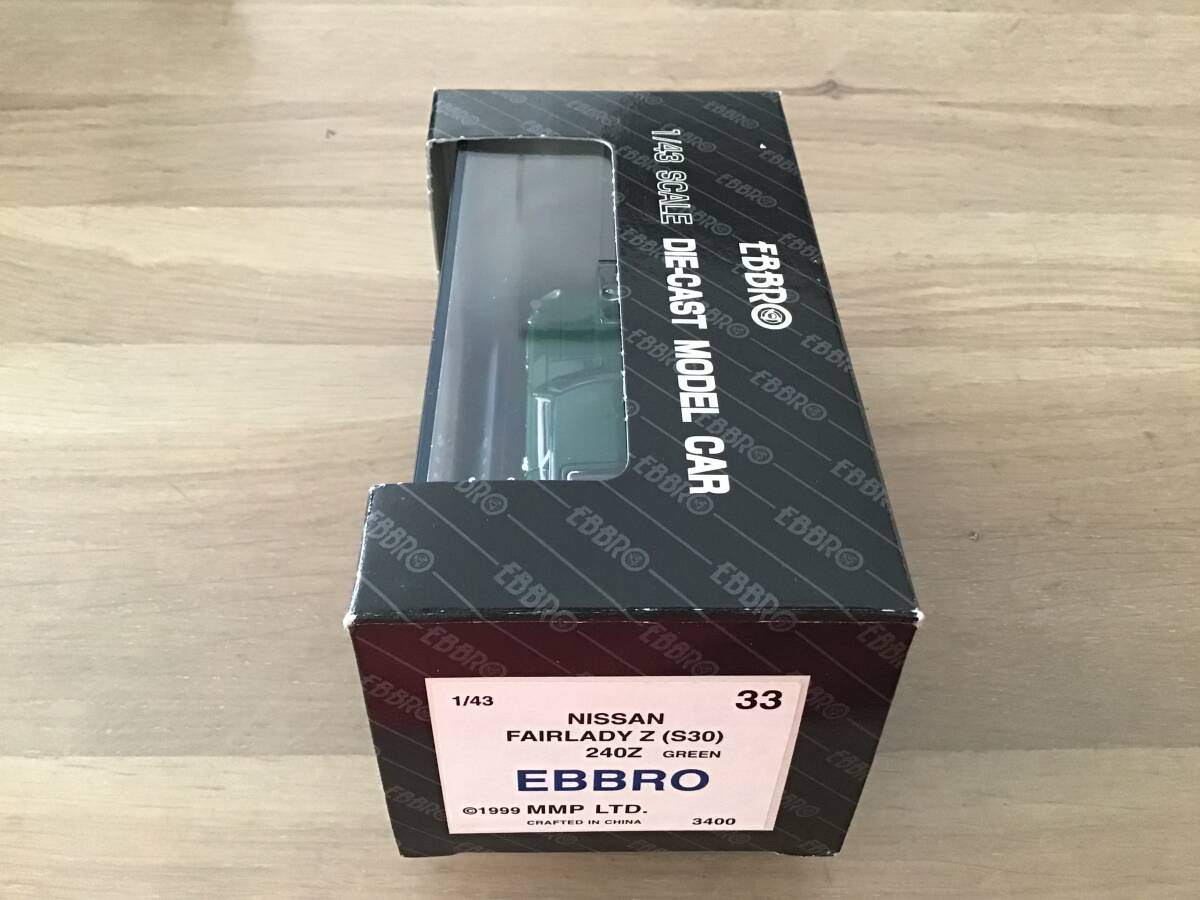 EBBRO
1/43 SCALE DIE-CAST MODEL CAR
1/43
33
NISSAN
FAIRLADY Z (S30)
240Z GREEN
EBBRO
©1999 MMP LTD.
CRAFTED IN CHINA
3400